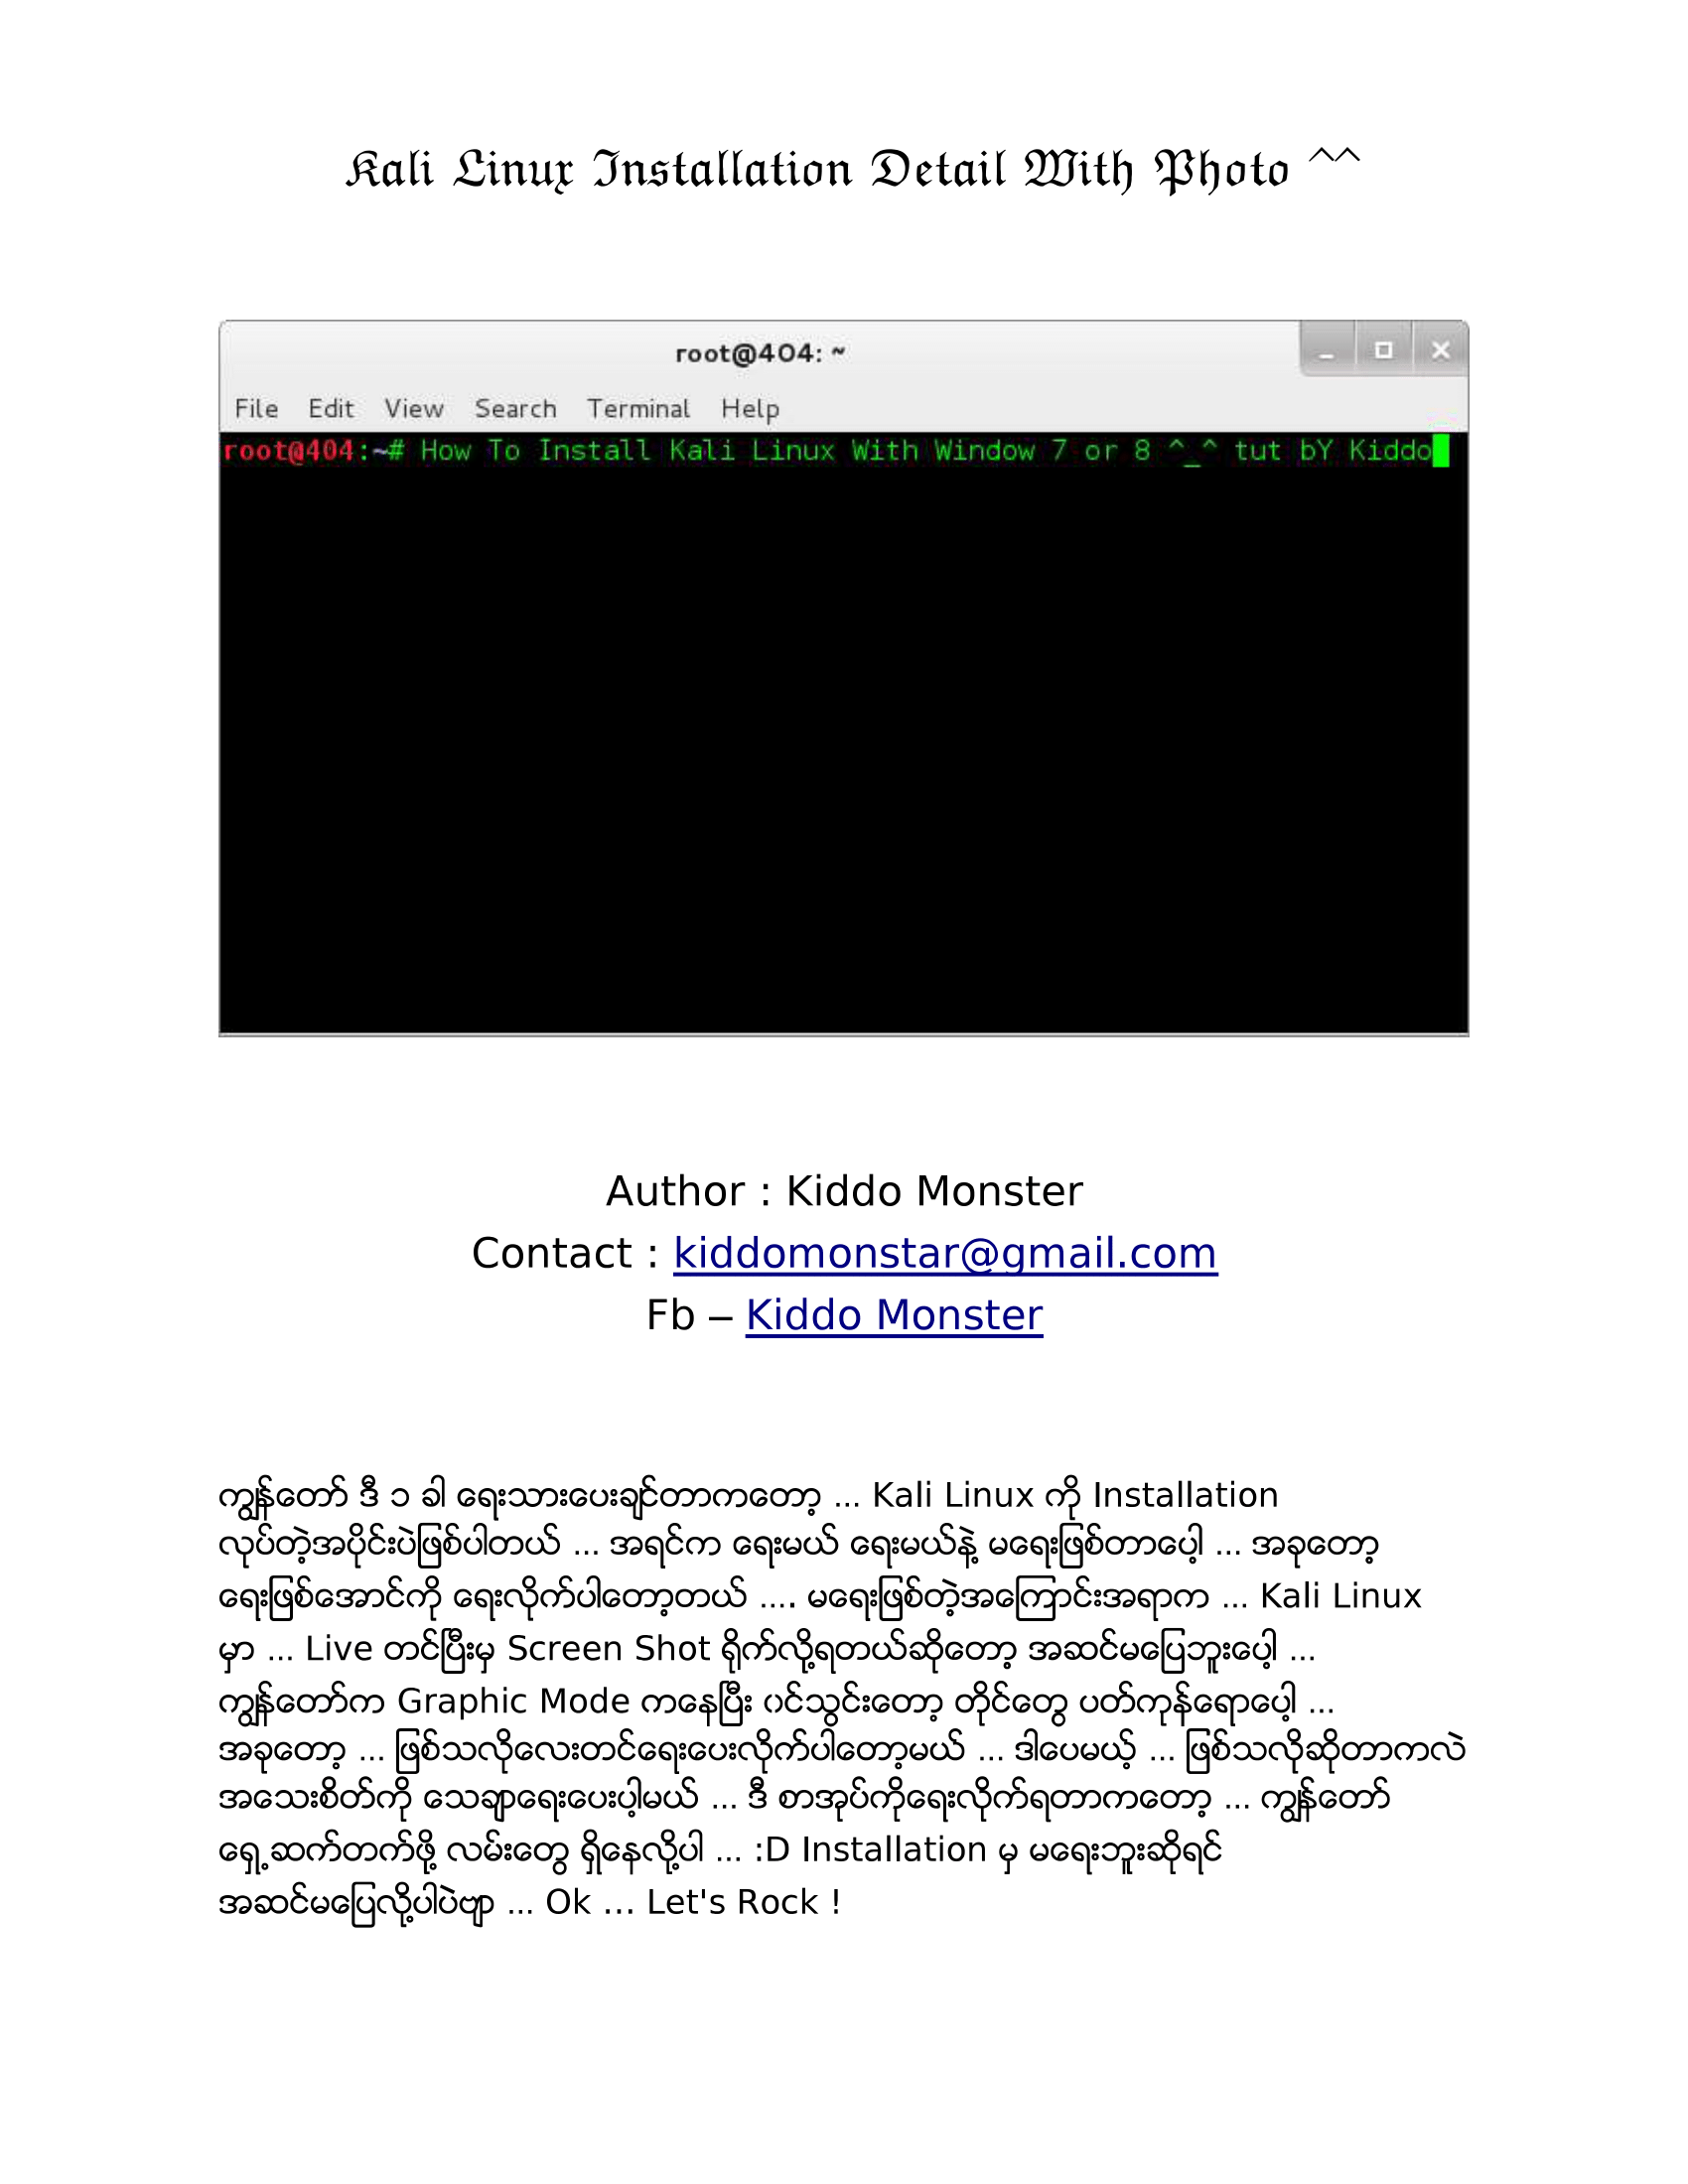 Kali Linux Installation Detail With Photo ^^
root@404: ~
File Edit View Search Terminal Help
root@404:~# How To Install Kali Linux With Window 7 or 8 ^_^ tut bY Kiddo
Author : Kiddo Monster
Contact : kiddomonstar@gmail.com
Fb – Kiddo Monster
ကျွန်တော် ဒီ ၁ ခါ ရေးသားပေးချင်တာကတော့ ... Kali Linux ကို Installation
လုပ်တဲ့အပိုင်းပဲဖြစ်ပါတယ် ... အရင်က ရေးမယ် ရေးမယ်နဲ့ မရေးဖြစ်တာပေါ့ ... အခုတော့
ရေးဖြစ်အောင်ကို ရေးလိုက်ပါတော့တယ် .... မရေးဖြစ်တဲ့အကြောင်းအရာက ... Kali Linux
မှာ ... Live တင်ပြီးမှ Screen Shot ရိုက်လို့ရတယ်ဆိုတော့ အဆင်မပြေဘူးပေါ့ ...
ကျွန်တော်က Graphic Mode ကနေပြီး ၀င်သွင်းတော့ တိုင်တွေ ပတ်ကုန်ရောပေါ့ ...
အခုတော့ ... ဖြစ်သလိုလေးတင်ရေးပေးလိုက်ပါတော့မယ် ... ဒါပေမယ့် ... ဖြစ်သလိုဆိုတာကလဲ
အသေးစိတ်ကို သေချာရေးပေးပါ့မယ် ... ဒီ စာအုပ်ကိုရေးလိုက်ရတာကတော့ ... ကျွန်တော်
ရှေ့ဆက်တက်ဖို့ လမ်းတွေ ရှိနေလို့ပါ ... :D Installation မှ မရေးဘူးဆိုရင်
အဆင်မပြေလို့ပါပဲဗျာ ... Ok ... Let's Rock !